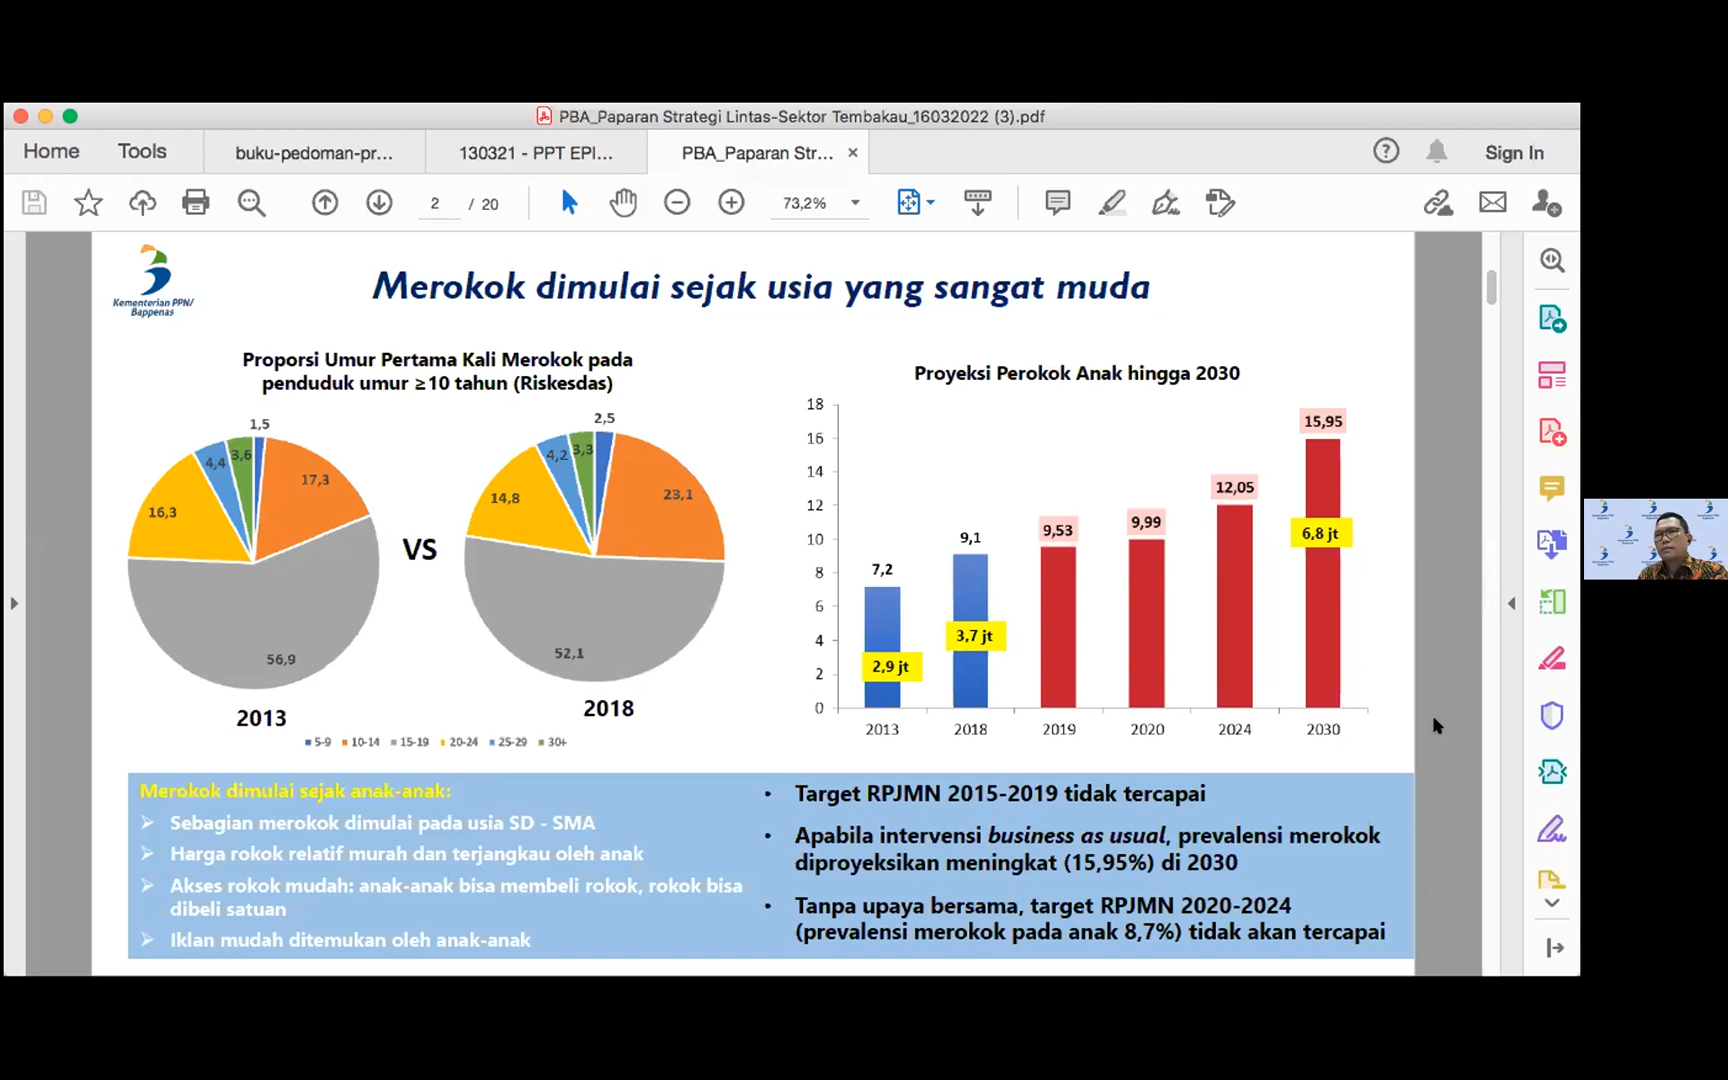 PBA_Paparan Strategi Lintas-Sektor Tembakau_16032022 (3).pdf
Home
Tools
buku-pedoman-pr...
130321 - PPT EPI...
PBA_Paparan Str...
Sign In
2 / 20
73,2%
Kementerian PPN/
Bappenas
Merokok dimulai sejak usia yang sangat muda
Proporsi Umur Pertama Kali Merokok pada
penduduk umur ≥10 tahun (Riskesdas)
1,5
17,3
56,9
16,3
4,4
3,6
2013
VS
2,5
23,1
52,1
14,8
4,2
3,3
2018
5-9 10-14 15-19 20-24 25-29 30+
Proyeksi Perokok Anak hingga 2030
18
16
14
12
10
8
6
4
2
0
7,2
9,1
9,53
9,99
12,05
15,95
2,9 jt
3,7 jt
6,8 jt
2013 2018 2019 2020 2024 2030
Merokok dimulai sejak anak-anak:
Sebagian merokok dimulai pada usia SD - SMA
Harga rokok relatif murah dan terjangkau oleh anak
Akses rokok mudah: anak-anak bisa membeli rokok, rokok bisa
dibeli satuan
Iklan mudah ditemukan oleh anak-anak
• Target RPJMN 2015-2019 tidak tercapai
• Apabila intervensi business as usual, prevalensi merokok
diproyeksikan meningkat (15,95%) di 2030
• Tanpa upaya bersama, target RPJMN 2020-2024
(prevalensi merokok pada anak 8,7%) tidak akan tercapai